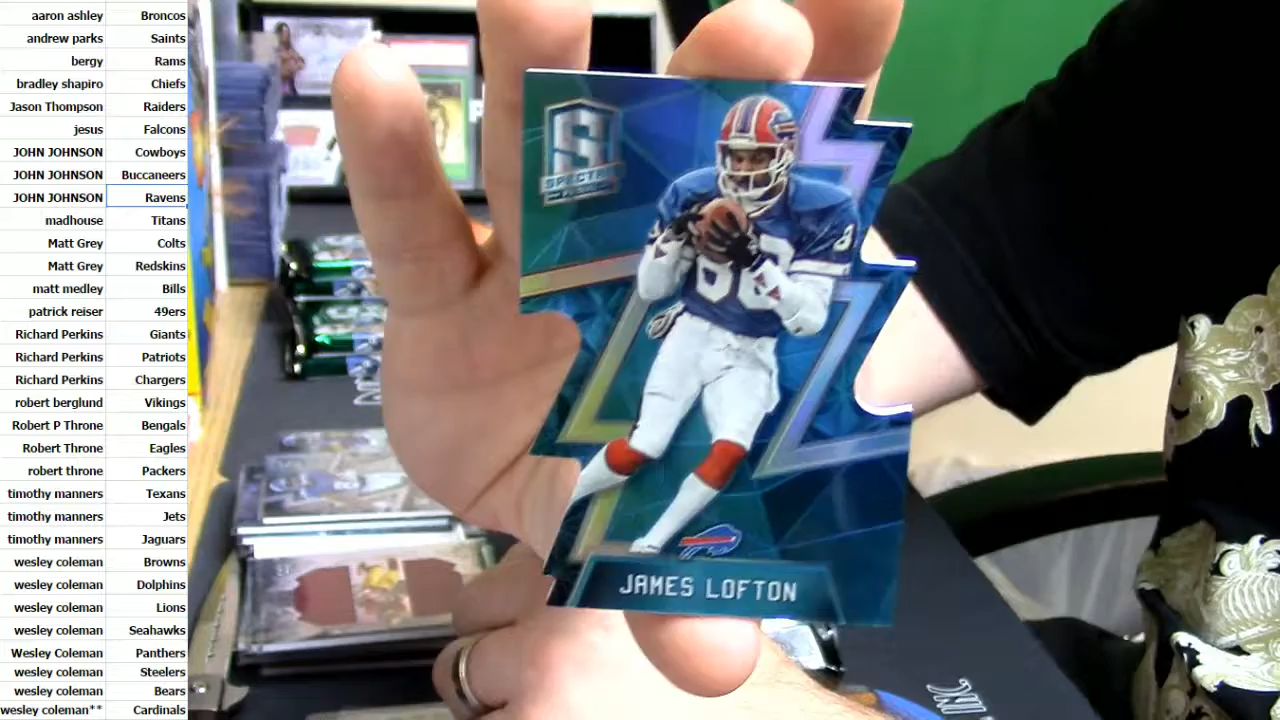 aaron ashley Broncos
andrew parks Saints
bergy Rams
bradley shapiro Chiefs
Jason Thompson Raiders
jesus Falcons
JOHN JOHNSON Cowboys
JOHN JOHNSON Buccaneers
JOHN JOHNSON Ravens
madhouse Titans
Matt Grey Colts
Matt Grey Redskins
matt medley Bills
patrick reiser 49ers
Richard Perkins Giants
Richard Perkins Patriots
Richard Perkins Chargers
robert berglund Vikings
Robert P Throne Bengals
Robert Throne Eagles
robert throne Packers
timothy manners Texans
timothy manners Jets
timothy manners Jaguars
wesley coleman Browns
wesley coleman Dolphins
wesley coleman Lions
wesley coleman Seahawks
Wesley Coleman Panthers
wesley coleman Steelers
wesley coleman Bears
wesley coleman** Cardinals
S
SPECTRA
80
8
JAMES LOFTON
INC.